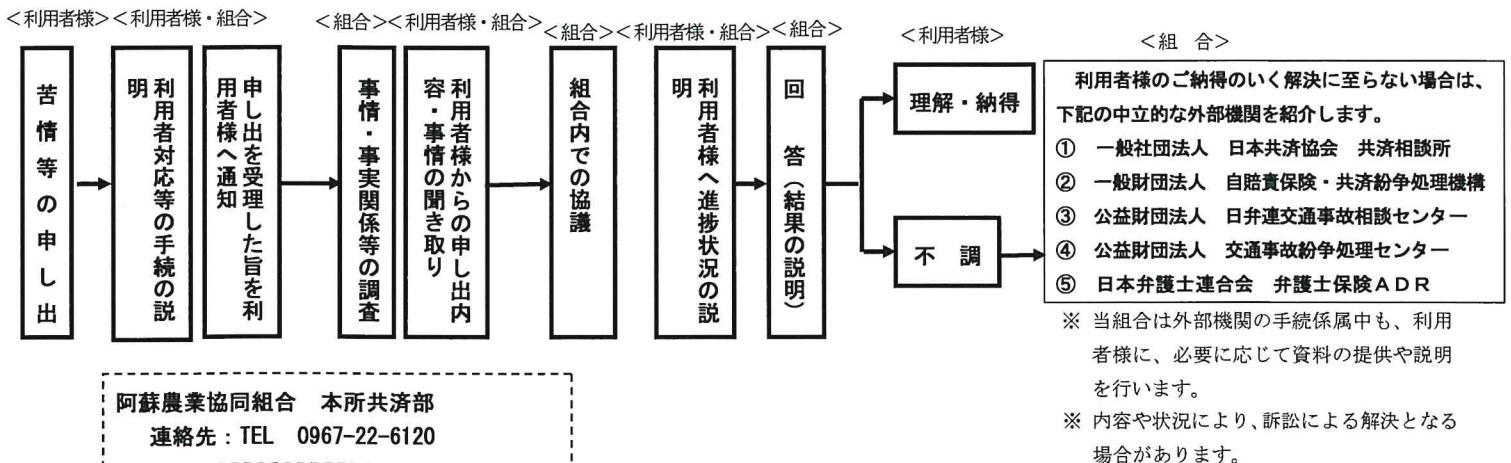 ＜利用者様＞
苦情等の申し出
＜利用者様・組合＞
利用者対応等の手続の説
明
申し出を受理した旨を利
用者様へ通知
＜組合＞
事情・事実関係等の調査
＜利用者様・組合＞
利用者様からの申し出内
容・事情の聞き取り
＜組合＞
組合内での協議
＜利用者様・組合＞
利用者様へ進捗状況の説
明
＜組合＞
回　答（結果の説明）
＜利用者様＞
理解・納得
不　調
＜組　合＞
利用者様のご納得のいく解決に至らない場合は、
下記の中立的な外部機関を紹介します。
①　一般社団法人　日本共済協会　共済相談所
②　一般財団法人　自賠責保険・共済紛争処理機構
③　公益財団法人　日弁連交通事故相談センター
④　公益財団法人　交通事故紛争処理センター
⑤　日本弁護士連合会　弁護士保険ＡＤＲ
※ 当組合は外部機関の手続係属中も、利用
者様に、必要に応じて資料の提供や説明
を行います。
※ 内容や状況により、訴訟による解決となる
場合があります。
阿蘇農業協同組合　本所共済部
連絡先：TEL　0967-22-6120